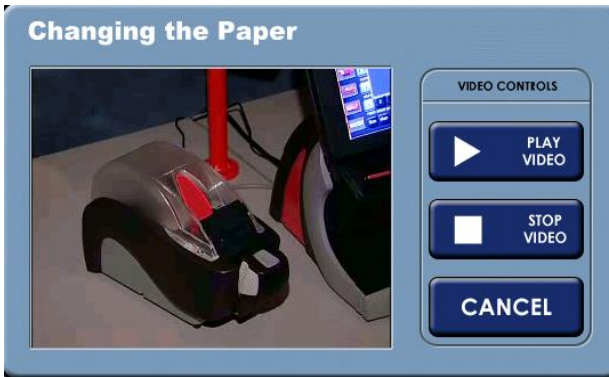 Changing the Paper
VIDEO CONTROLS
PLAY
VIDEO
STOP
VIDEO
CANCEL